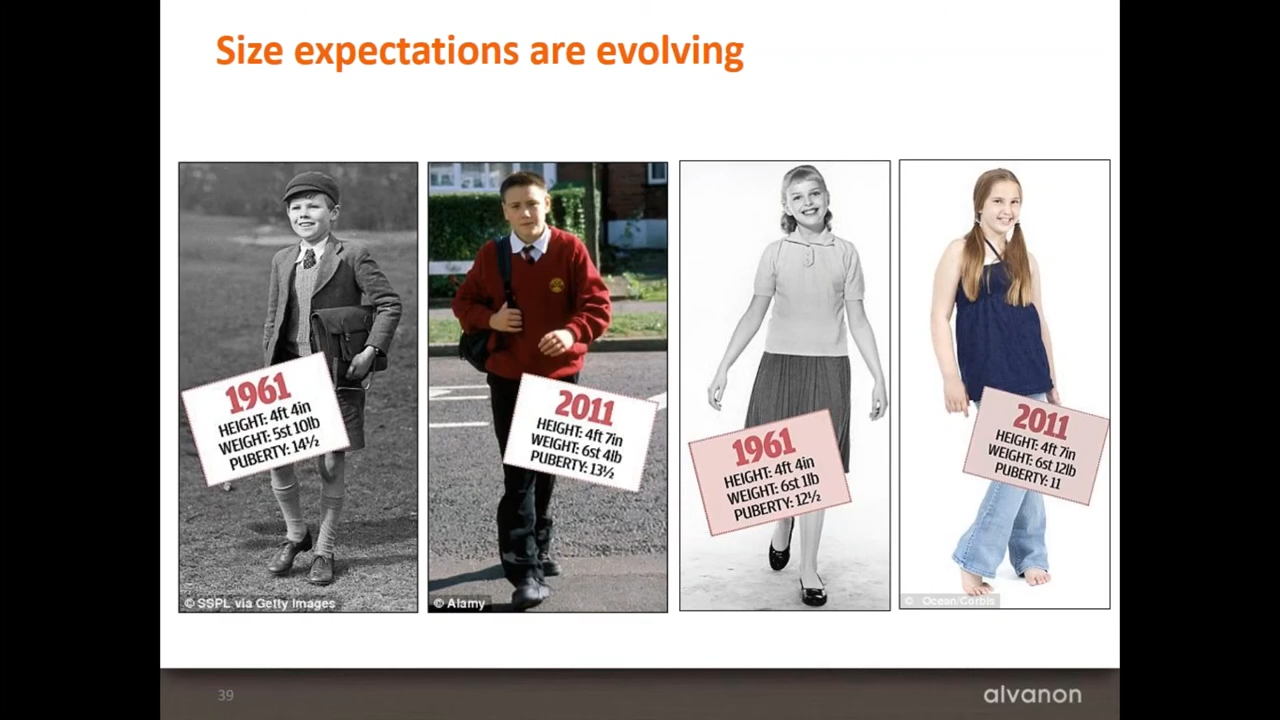 Size expectations are evolving
1961
HEIGHT: 4ft 4in
WEIGHT: 5st 10lb
PUBERTY: 14½
© SSPL via Getty Images
2011
HEIGHT: 4ft 7in
WEIGHT: 6st 4lb
PUBERTY: 13½
© Alamy
1961
HEIGHT: 4ft 4in
WEIGHT: 6st 1lb
PUBERTY: 12½
2011
HEIGHT: 4ft 7in
WEIGHT: 6st 12lb
PUBERTY: 11
© Ocean/Corbis
39
alvanon